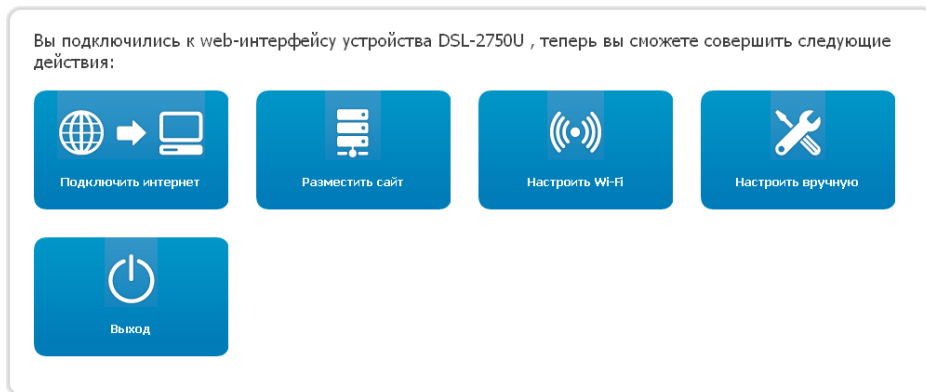 Вы подключились к web-интерфейсу устройства DSL-2750U , теперь вы сможете совершить следующие
действия:
Подключить интернет
Разместить сайт
Настроить Wi-Fi
Настроить вручную
Выход